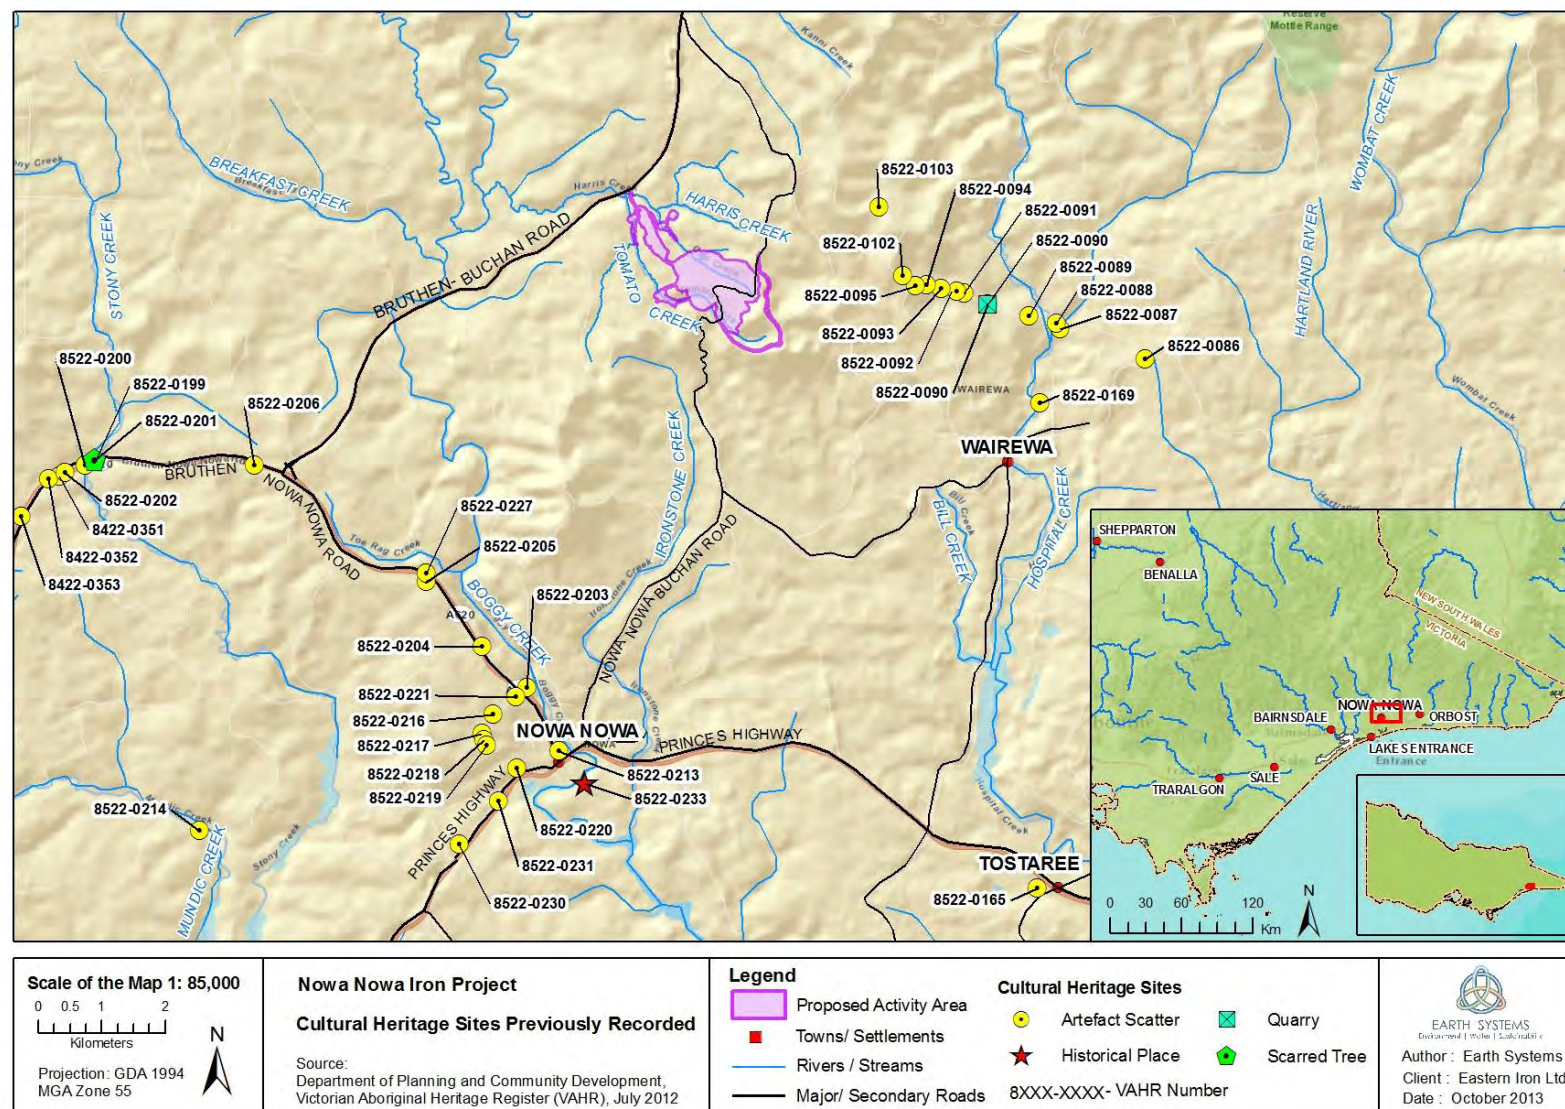 Reserve
Mottle Range
Kanni Creek
WOMBAT CREEK
BREAKFAST CREEK
Harris Creek
HARRIS CREEK
8522-0103
8522-0094
8522-0091
8522-0090
8522-0102
8522-0089
8522-0088
8522-0095
8522-0087
8522-0093
8522-0086
8522-0092
8522-0090
WAIREWA
8522-0169
WAIREWA
STONY CREEK
BRUTHEN- BUCHAN ROAD
TOMATO CREEK
HARTLAND RIVER
Wombat Creek
8522-0200
8522-0199
8522-0201
8522-0206
BRUTHEN
NOWA NOWA ROAD
8522-0202
8422-0351
8422-0352
8422-0353
8522-0227
8522-0205
Toe Rag Creek
IRONSTONE CREEK
Ironstone Creek
NOWA NOWA BUCHAN ROAD
BILL CREEK
Bill Creek
HOSPITAL CREEK
BOGGY CREEK
8522-0203
8522-0204
8522-0221
8522-0216
8522-0217
8522-0218
8522-0219
NOWA NOWA
Ironstone Creek
PRINCES HIGHWAY
8522-0213
8522-0233
8522-0220
8522-0231
8522-0230
PRINCES HIGHWAY
8522-0214
MUNDIC CREEK
Stony Creek
Hospital Creek
TOSTAREE
8522-0165
SHEPPARTON
BENALLA
NEW SOUTH WALES
VICTORIA
NOWA NOWA
BAIRNSDALE
ORBOST
LAKES ENTRANCE
Entrance
SALE
TRARALGON
0 30 60 120
Km
N
Scale of the Map 1: 85,000
0 0.5 1 2
Kilometers
N
Projection: GDA 1994
MGA Zone 55
Nowa Nowa Iron Project
Cultural Heritage Sites Previously Recorded
Source:
Department of Planning and Community Development,
Victorian Aboriginal Heritage Register (VAHR), July 2012
Legend
Proposed Activity Area
Towns/ Settlements
Rivers / Streams
Major/ Secondary Roads
Cultural Heritage Sites
Artefact Scatter
Quarry
Historical Place
Scarred Tree
8XXX-XXXX- VAHR Number
EARTH SYSTEMS
Environment | Water | Sustainability
Author : Earth Systems
Client : Eastern Iron Ltd
Date : October 2013